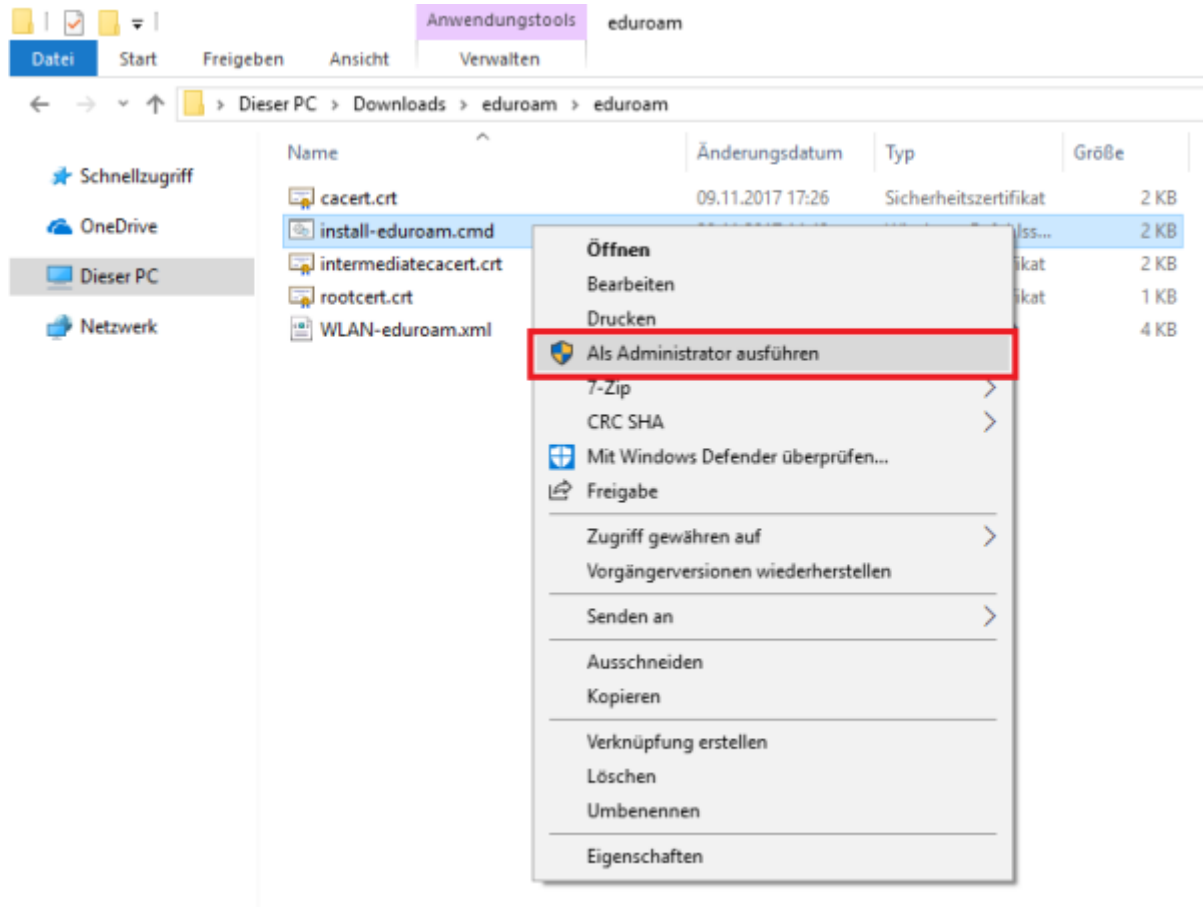 Anwendungstools eduroam
Datei Start Freigeben Ansicht Verwalten
Dieser PC > Downloads > eduroam > eduroam
Name Änderungsdatum Typ Größe
Schnellzugriff
OneDrive
Dieser PC
Netzwerk
cacert.crt 09.11.2017 17:26 Sicherheitszertifikat 2 KB
install-eduroam.cmd 2 KB
intermediatecacert.crt 2 KB
rootcert.crt 1 KB
WLAN-eduroam.xml 4 KB
Öffnen
Bearbeiten
Drucken
Als Administrator ausführen
7-Zip
CRC SHA
Mit Windows Defender überprüfen...
Freigabe
Zugriff gewähren auf
Vorgängerversionen wiederherstellen
Senden an
Ausschneiden
Kopieren
Verknüpfung erstellen
Löschen
Umbenennen
Eigenschaften